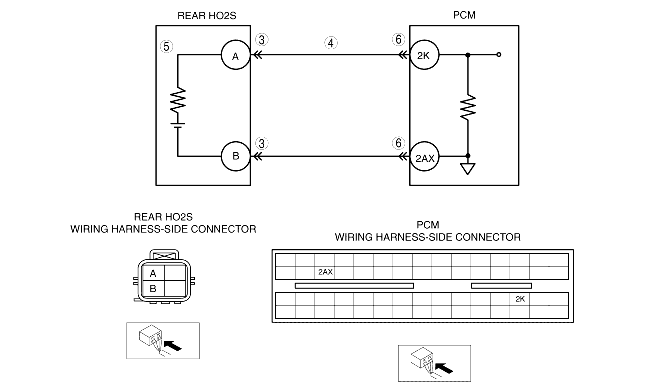 REAR HO2S
PCM
5
A
3
4
6
2K
B
3
6
2AX
REAR HO2S
WIRING HARNESS-SIDE CONNECTOR
PCM
WIRING HARNESS-SIDE CONNECTOR
A
B
2AX
2K